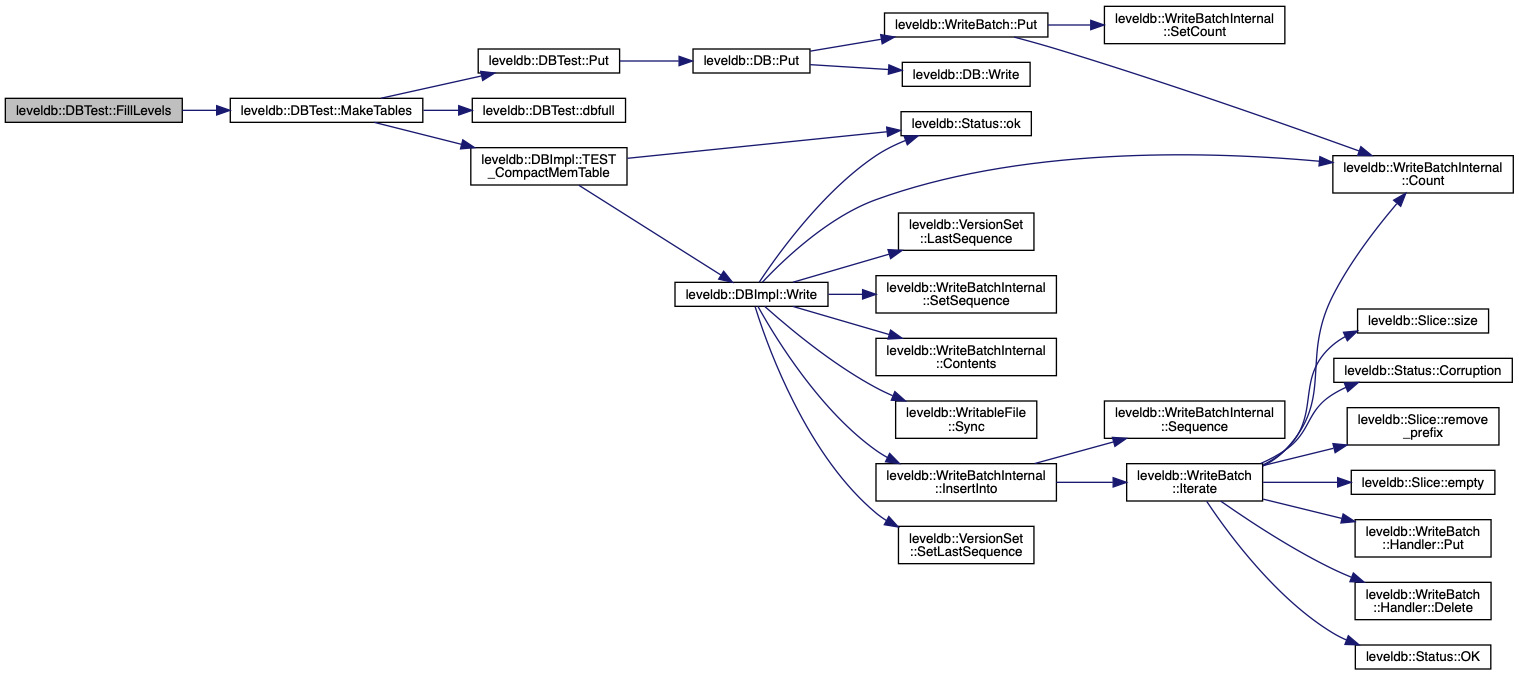 leveldb::DBTest::FillLevels
leveldb::DBTest::MakeTables
leveldb::DBTest::Put
leveldb::DBTest::dbfull
leveldb::DBImpl::TEST
_CompactMemTable
leveldb::DB::Put
leveldb::DBImpl::Write
leveldb::WriteBatch::Put
leveldb::DB::Write
leveldb::Status::ok
leveldb::VersionSet
::LastSequence
leveldb::WriteBatchInternal
::SetSequence
leveldb::WriteBatchInternal
::Contents
leveldb::WritableFile
::Sync
leveldb::WriteBatchInternal
::InsertInto
leveldb::VersionSet
::SetLastSequence
leveldb::WriteBatchInternal
::SetCount
leveldb::WriteBatchInternal
::Sequence
leveldb::WriteBatch
::Iterate
leveldb::WriteBatchInternal
::Count
leveldb::Slice::size
leveldb::Status::Corruption
leveldb::Slice::remove
_prefix
leveldb::Slice::empty
leveldb::WriteBatch
::Handler::Put
leveldb::WriteBatch
::Handler::Delete
leveldb::Status::OK